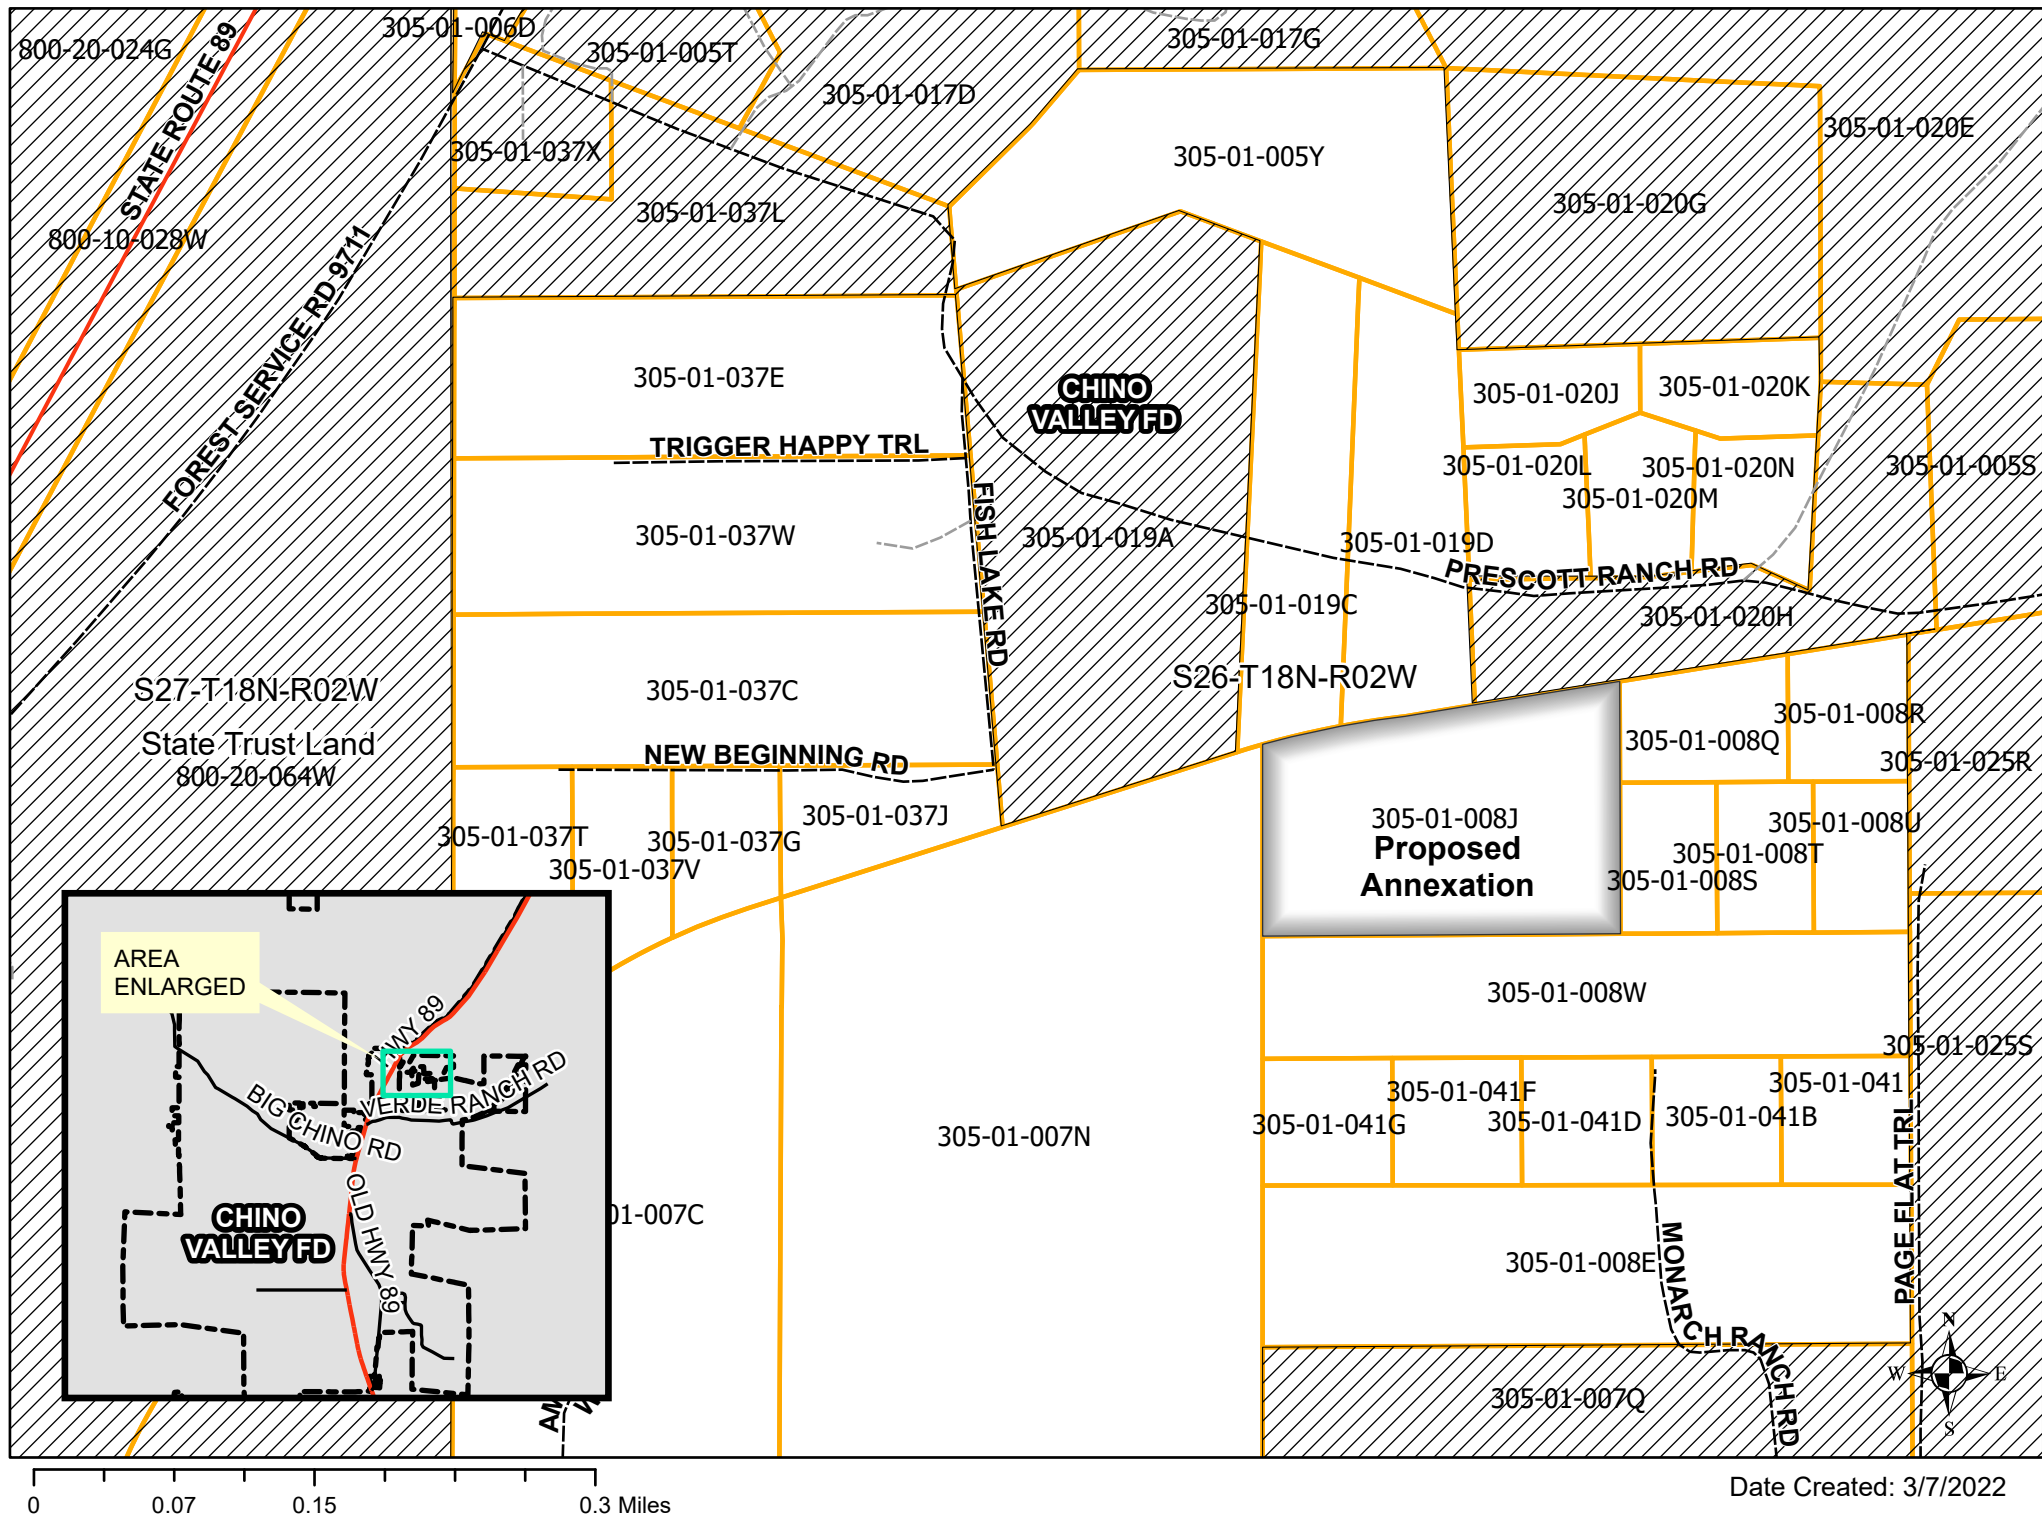 305-01-006D
800-20-024G
305-01-005T
305-01-017G
STATE ROUTE 89
305-01-017D
305-01-020E
305-01-037X
305-01-005Y
305-01-037L
305-01-020G
800-10-028W
FOREST SERVICE RD 9711
305-01-037E
CHINO
VALLEY FD
305-01-020J
305-01-020K
TRIGGER HAPPY TRL
305-01-020L
305-01-020N
305-01-005S
305-01-020M
305-01-037W
FISH LAKE RD
305-01-019A
305-01-019D
PRESCOTT RANCH RD
305-01-019C
305-01-020H
S27-T18N-R02W
305-01-037C
S26-T18N-R02W
305-01-008R
State Trust Land
800-20-064W
NEW BEGINNING RD
305-01-008Q
305-01-025R
305-01-037T
305-01-037G
305-01-037J
305-01-037V
305-01-008J
Proposed
Annexation
305-01-008U
305-01-008T
305-01-008S
AREA
ENLARGED
HWY 89
305-01-008W
305-01-025S
BIG CHINO RD
VERDE RANCH RD
305-01-041F
305-01-041
305-01-041G
305-01-041D
305-01-041B
305-01-007N
PAGE FLAT TRL
OLD HWY 89
CHINO
VALLEY FD
01-007C
305-01-008E
MONARCH RANCH RD
N
W
E
S
305-01-007Q
AM
W
0
0.07
0.15
0.3 Miles
Date Created: 3/7/2022